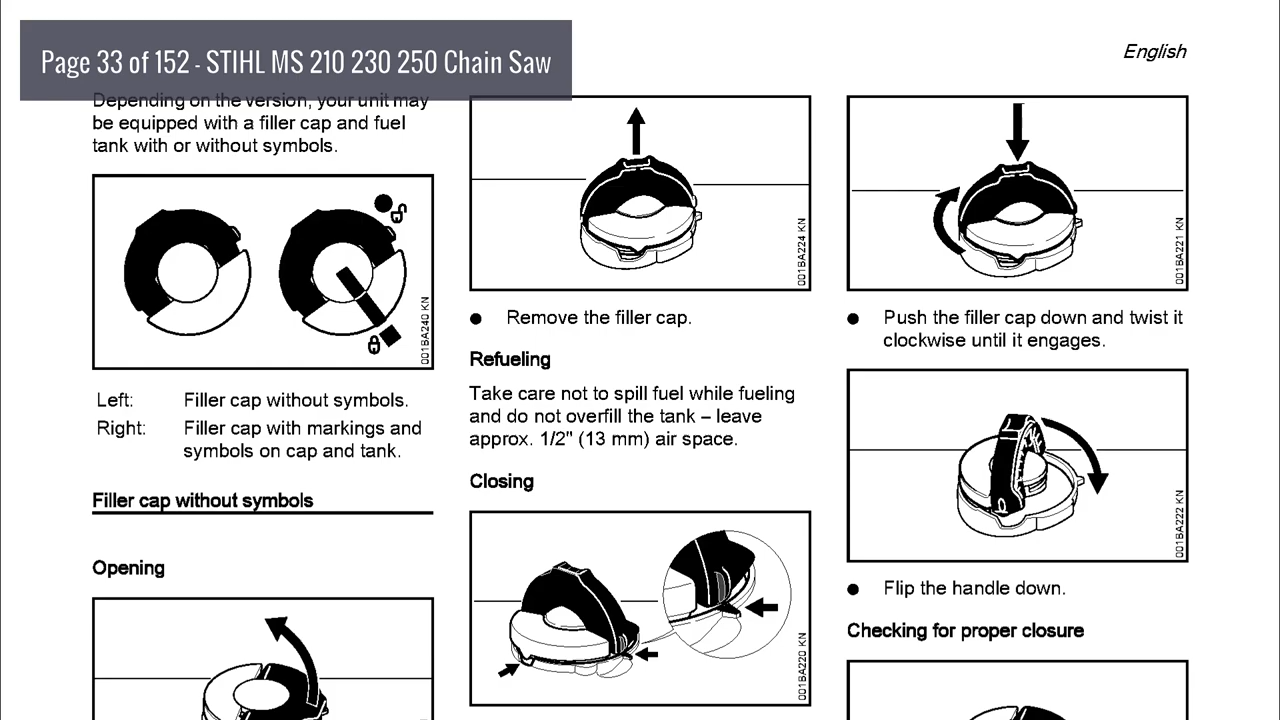 Page 33 of 152 - STIHL MS 210 230 250 Chain Saw
English
Depending on the version, your unit may
be equipped with a filler cap and fuel
tank with or without symbols.
001BA240 KN
Left: Filler cap without symbols.
Right: Filler cap with markings and
symbols on cap and tank.
Filler cap without symbols
Opening
001BA224 KN
● Remove the filler cap.
Refueling
Take care not to spill fuel while fueling
and do not overfill the tank – leave
approx. 1/2" (13 mm) air space.
Closing
001BA220 KN
001BA221 KN
● Push the filler cap down and twist it
clockwise until it engages.
001BA222 KN
● Flip the handle down.
Checking for proper closure